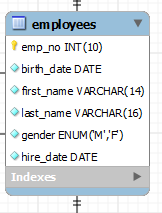 employees
emp_no INT(10)
birth_date DATE
first_name VARCHAR(14)
last_name VARCHAR(16)
gender ENUM('M','F')
hire_date DATE
Indexes